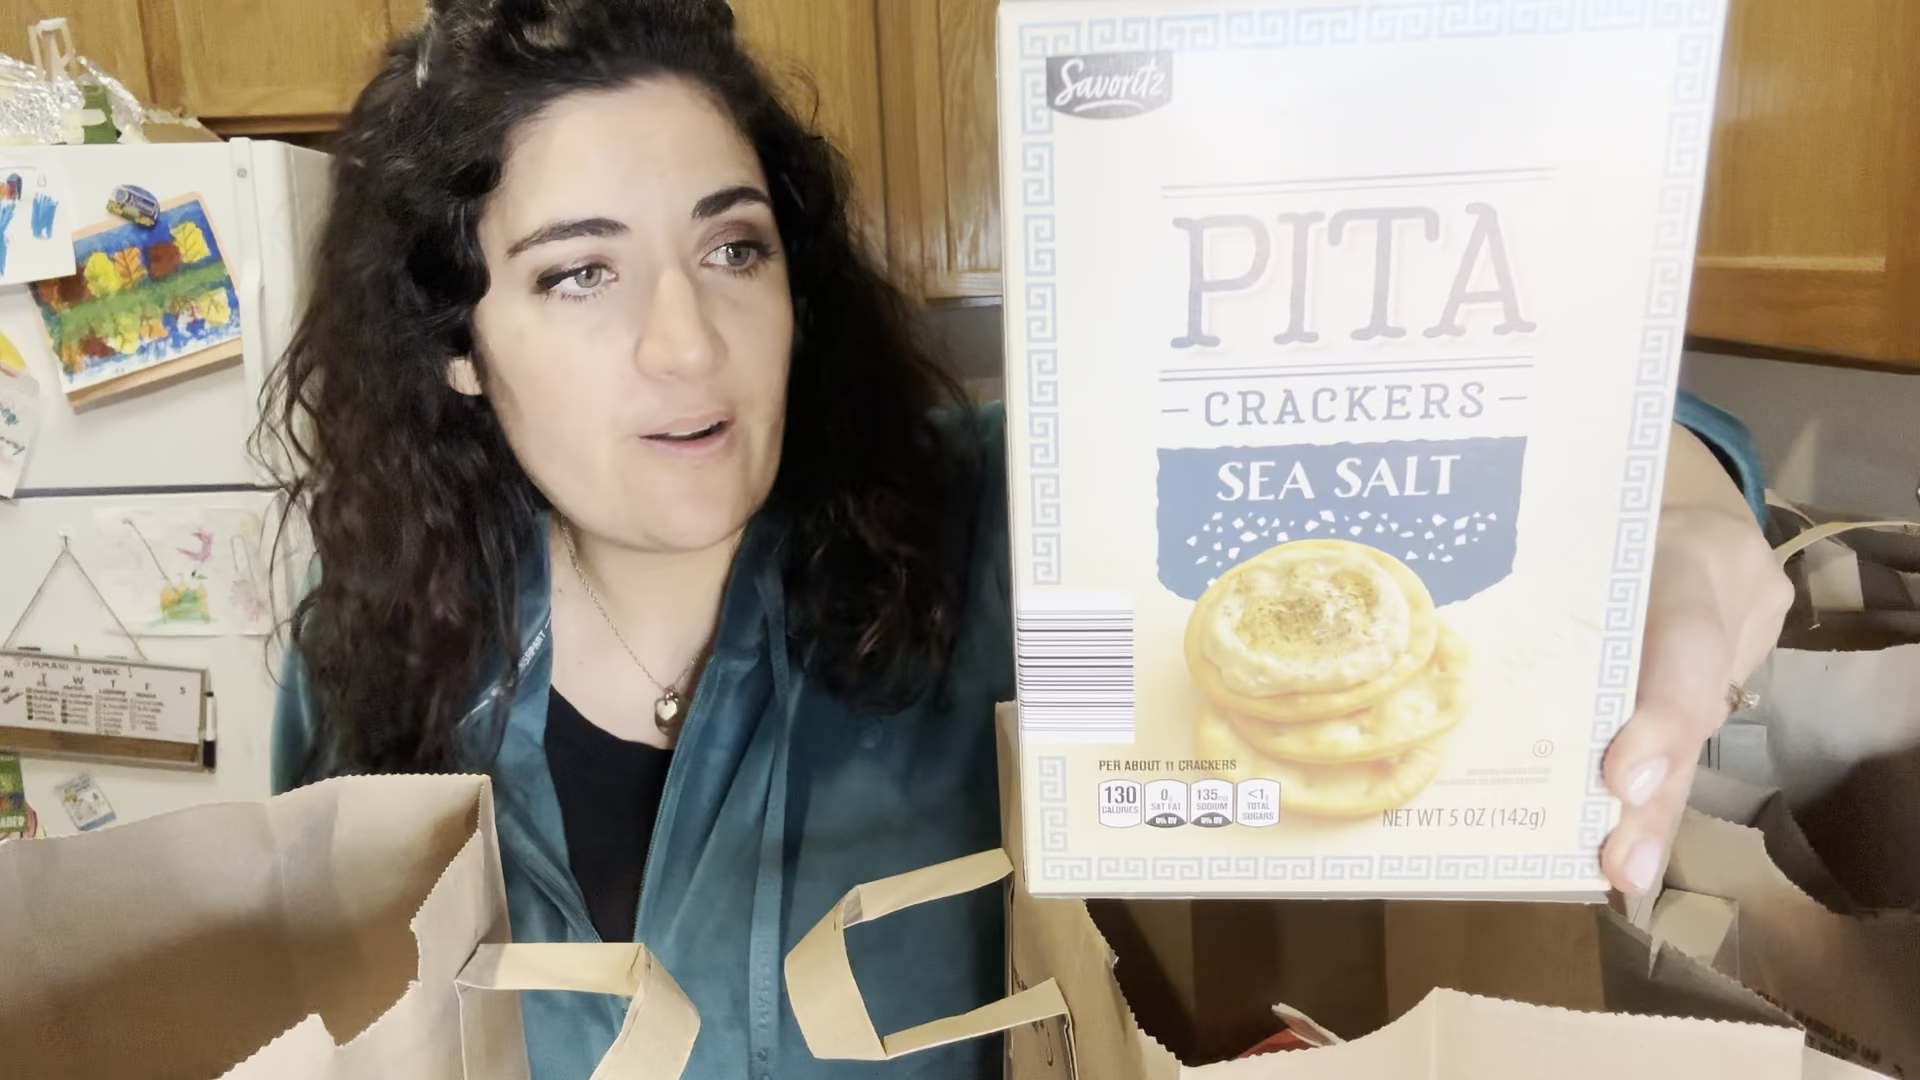 Savoritz
PITA
CRACKERS
SEA SALT
PER ABOUT 11 CRACKERS
130 CALORIES
0g SAT FAT 0% DV
135mg SODIUM 6% DV
<1g TOTAL SUGARS
NET WT 5 OZ (142g)
U
M T W T F S